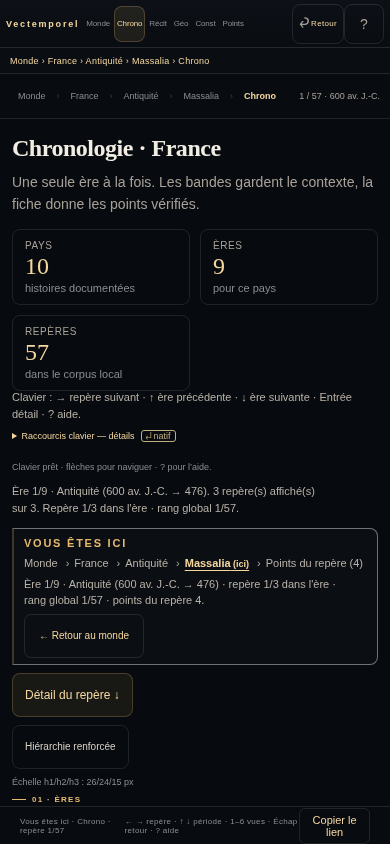 Vectemporel Monde Chrono Récit Géo Const Points Retour ?
Monde › France › Antiquité › Massalia › Chrono
Monde › France › Antiquité › Massalia › Chrono 1 / 57 · 600 av. J.-C.
Chronologie · France
Une seule ère à la fois. Les bandes gardent le contexte, la
fiche donne les points vérifiés.
PAYS
10
histoires documentées
ÈRES
9
pour ce pays
REPÈRES
57
dans le corpus local
Clavier : → repère suivant · ↑ ère précédente · ↓ ère suivante · Entrée
détail · ? aide.
Raccourcis clavier — détails ⏎ natif
Clavier prêt · flèches pour naviguer · ? pour l'aide.
Ère 1/9 · Antiquité (600 av. J.-C. → 476). 3 repère(s) affiché(s)
sur 3. Repère 1/3 dans l'ère · rang global 1/57.
VOUS ÊTES ICI
Monde › France › Antiquité › Massalia (ici) › Points du repère (4)
Ère 1/9 · Antiquité (600 av. J.-C. → 476) · repère 1/3 dans l'ère ·
rang global 1/57 · points du repère 4.
← Retour au monde
Détail du repère ↓
Hiérarchie renforcée
Échelle h1/h2/h3 : 26/24/15 px
01 · ÈRES
Vous êtes ici · Chrono ·
repère 1/57
← → repère · ↑ ↓ période · 1–6 vues · Échap
retour · ? aide
Copier le
lien